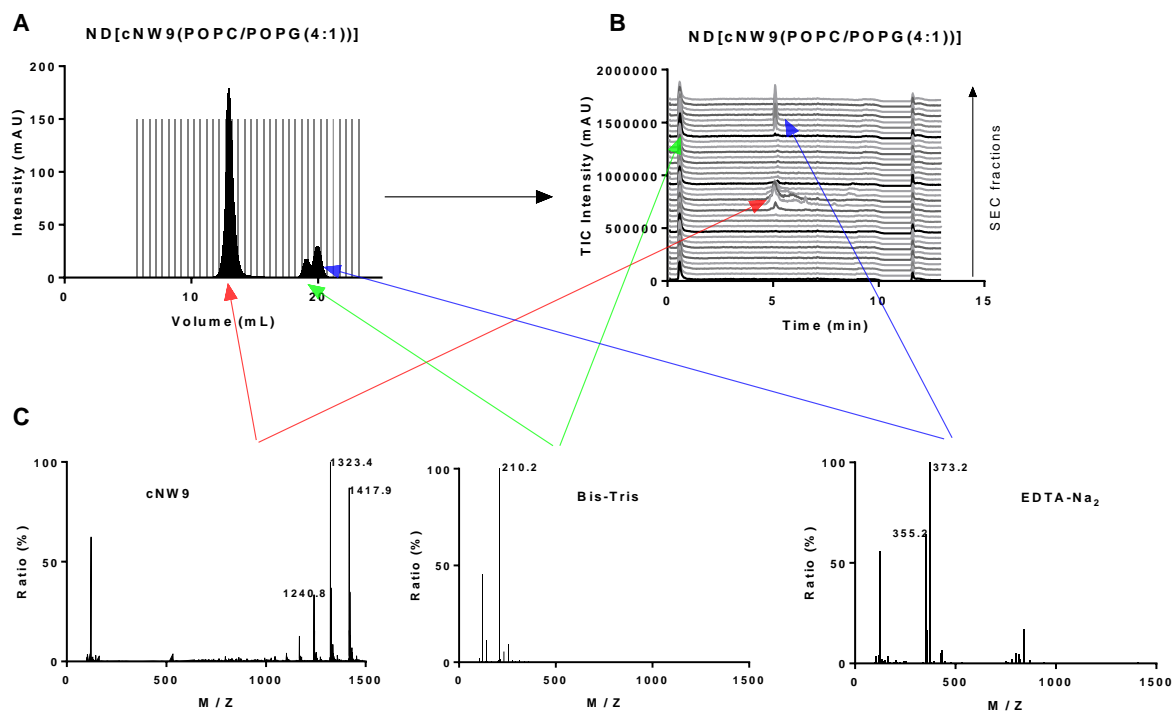 A
ND[cNW9(POPC/POPG(4:1))]
Intensity (mAU)
200
150
100
50
0
0
10
20
Volume (mL)
B
ND[cNW9(POPC/POPG(4:1))]
TIC Intensity (mAU)
2000000
1500000
1000000
500000
0
0
5
10
15
Time (min)
SEC fractions
C
cNW9
Ratio (%)
100
50
0
1323.4
1417.9
1240.8
0
500
1000
1500
M / Z
Bis-Tris
Ratio (%)
100
50
0
210.2
0
500
1000
1500
M / Z
EDTA-Na2
Ratio (%)
100
50
0
373.2
355.2
0
500
1000
1500
M / Z